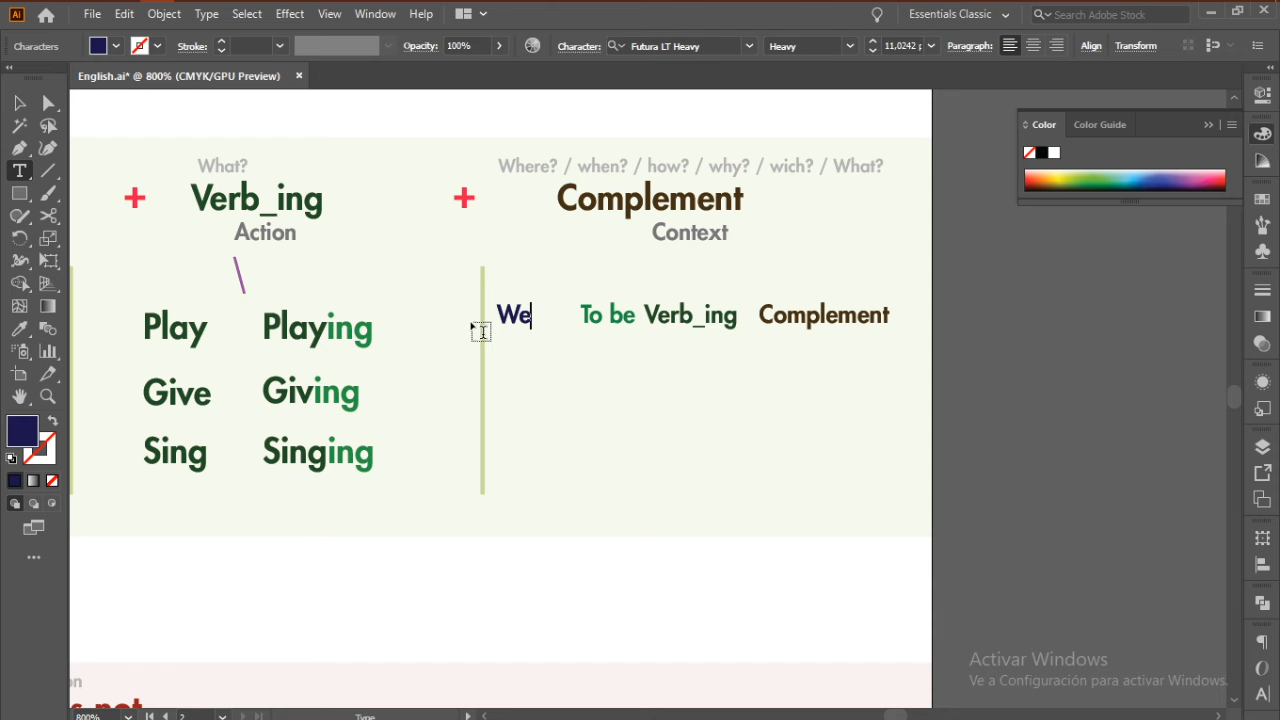 File Edit Object Type Select Effect View Window Help Essentials Classic Search Adobe Stock
Characters Stroke: Opacity: 100% Character: Futura LT Heavy Heavy 11,0242 p Paragraph: Align Transform
English.ai* @ 800% (CMYK/GPU Preview)
Color Color Guide
What? Where? / when? / how? / why? / wich? / What?
+ Verb_ing + Complement
Action Context
We To be Verb_ing Complement
Play Playing
Give Giving
Sing Singing
Activar Windows
Ve a Configuración para activar Windows.
on
s not
800% 2 Type